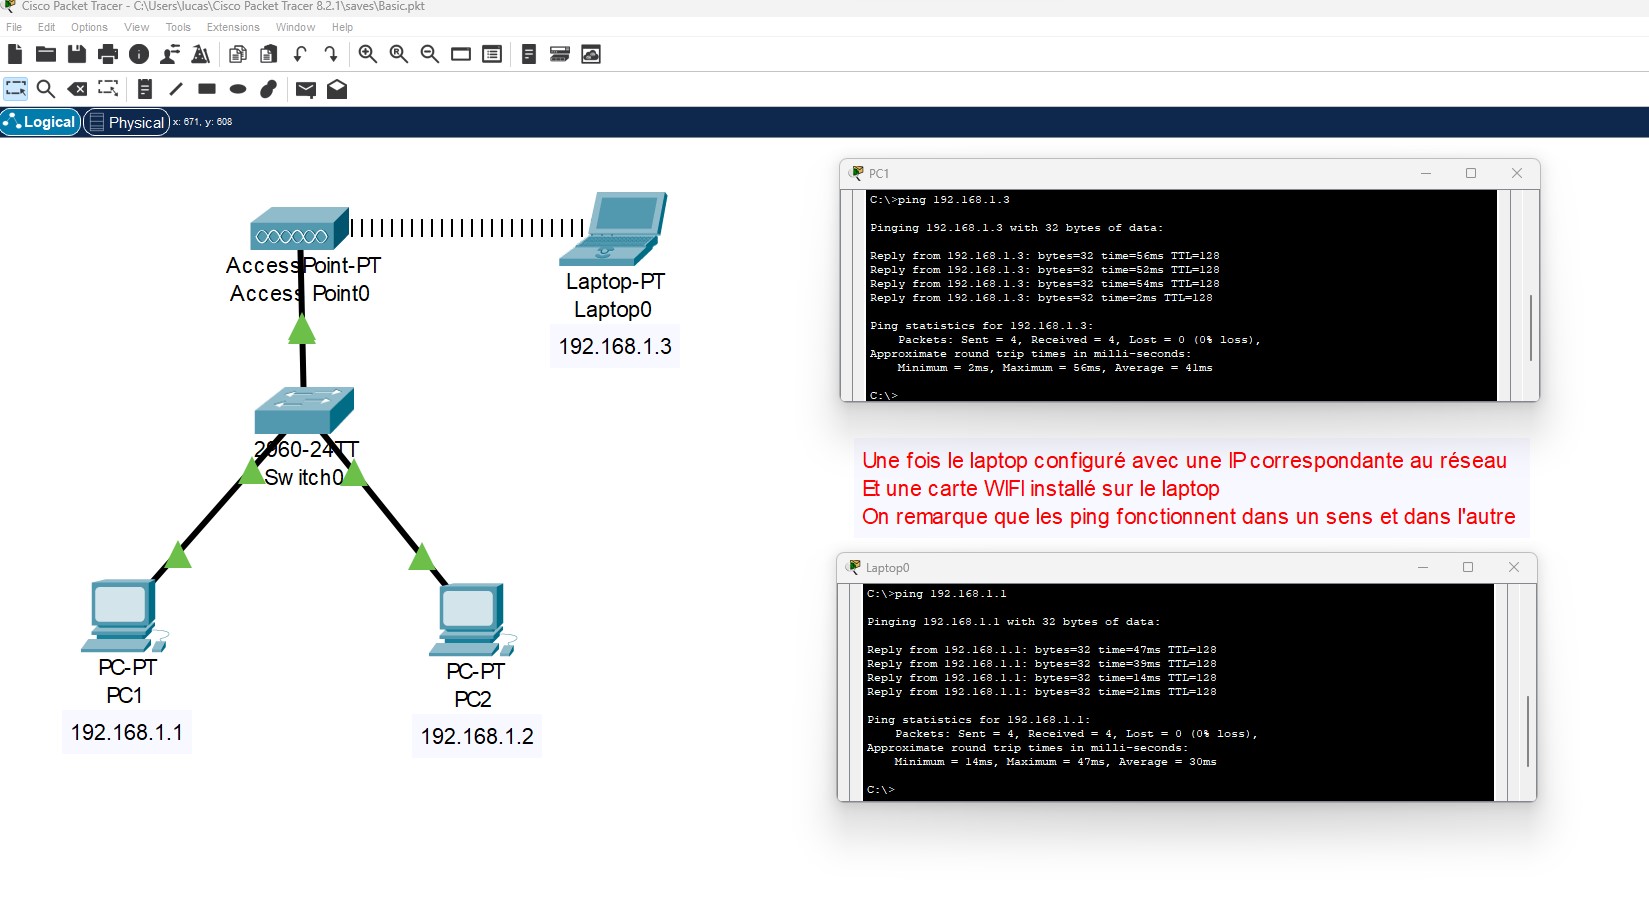 Cisco Packet Tracer - C:\Users\lucas\Cisco Packet Tracer 8.2.1\saves\Basic.pkt
File Edit Options View Tools Extensions Window Help
Logical Physical x: 671, y: 608
AccessPoint-PT
Access Point0
Laptop-PT
Laptop0
192.168.1.3
2960-24TT
Switch0
PC-PT
PC1
192.168.1.1
PC-PT
PC2
192.168.1.2
PC1
C:\>ping 192.168.1.3
Pinging 192.168.1.3 with 32 bytes of data:
Reply from 192.168.1.3: bytes=32 time=56ms TTL=128
Reply from 192.168.1.3: bytes=32 time=52ms TTL=128
Reply from 192.168.1.3: bytes=32 time=54ms TTL=128
Reply from 192.168.1.3: bytes=32 time=2ms TTL=128
Ping statistics for 192.168.1.3:
Packets: Sent = 4, Received = 4, Lost = 0 (0% loss),
Approximate round trip times in milli-seconds:
Minimum = 2ms, Maximum = 56ms, Average = 41ms
C:\>
Une fois le laptop configuré avec une IP correspondante au réseau
Et une carte WIFI installé sur le laptop
On remarque que les ping fonctionnent dans un sens et dans l'autre
Laptop0
C:\>ping 192.168.1.1
Pinging 192.168.1.1 with 32 bytes of data:
Reply from 192.168.1.1: bytes=32 time=47ms TTL=128
Reply from 192.168.1.1: bytes=32 time=39ms TTL=128
Reply from 192.168.1.1: bytes=32 time=14ms TTL=128
Reply from 192.168.1.1: bytes=32 time=21ms TTL=128
Ping statistics for 192.168.1.1:
Packets: Sent = 4, Received = 4, Lost = 0 (0% loss),
Approximate round trip times in milli-seconds:
Minimum = 14ms, Maximum = 47ms, Average = 30ms
C:\>